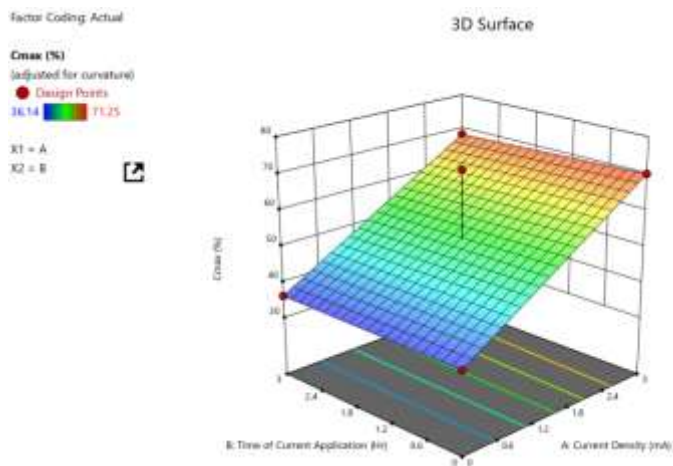 Factor Coding: Actual
3D Surface
Cmax (%)
(adjusted for curvature)
Design Points
36.14 71.25
X1 = A
X2 = B
80
70
60
50
40
30
Cmax (%)
3
2.4
1.8
1.2
0.6
0
B: Time of Current Application (Hr)
0
0.6
1.2
1.8
2.4
3
A: Current Density (mA)